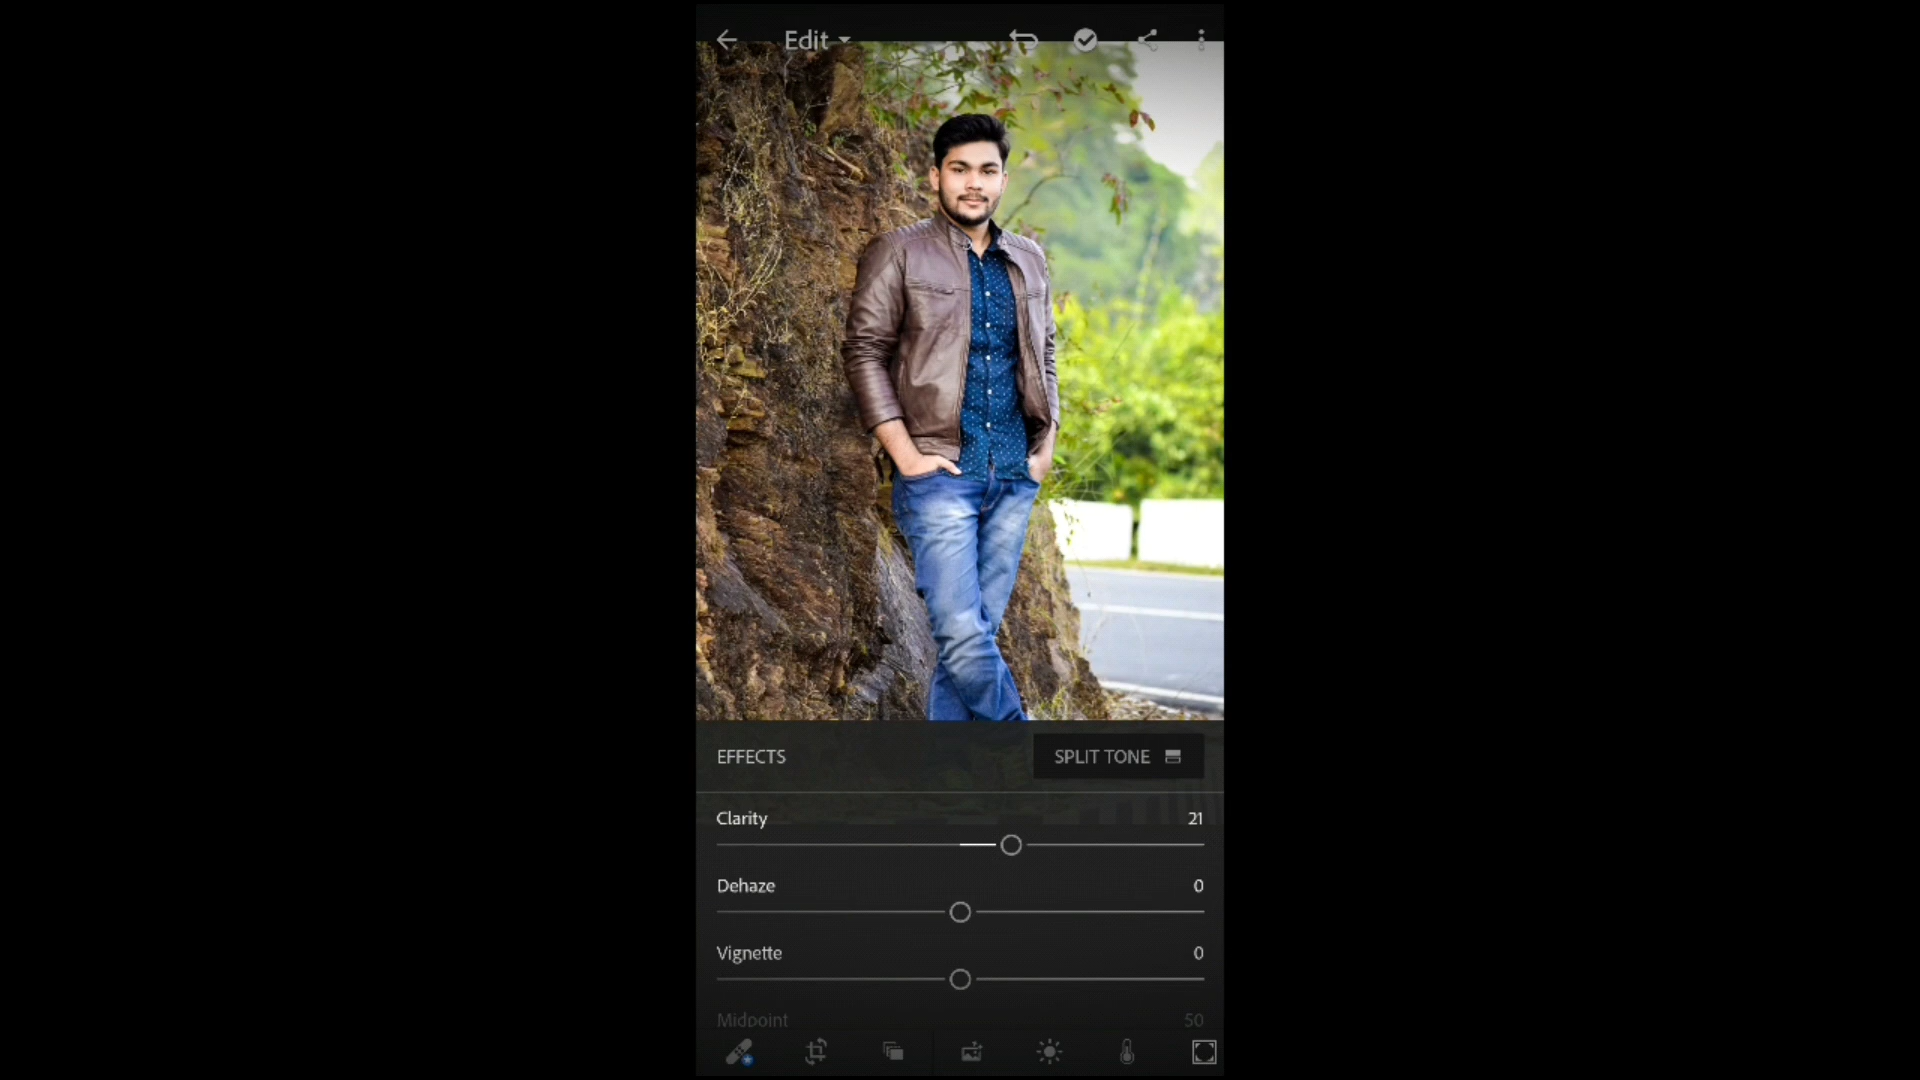 Edit
EFFECTS
SPLIT TONE
Clarity 21
Dehaze 0
Vignette 0
Midpoint 50